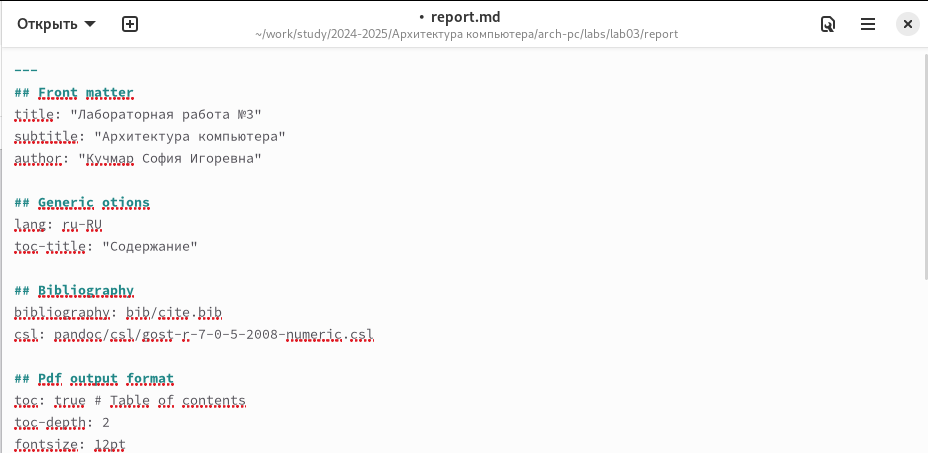 Открыть
• report.md
~/work/study/2024-2025/Архитектура компьютера/arch-pc/labs/lab03/report
---
## Front matter
title: "Лабораторная работа №3"
subtitle: "Архитектура компьютера"
author: "Кучмар София Игоревна"
## Generic otions
lang: ru-RU
toc-title: "Содержание"
## Bibliography
bibliography: bib/cite.bib
csl: pandoc/csl/gost-r-7-0-5-2008-numeric.csl
## Pdf output format
toc: true # Table of contents
toc-depth: 2
fontsize: 12pt